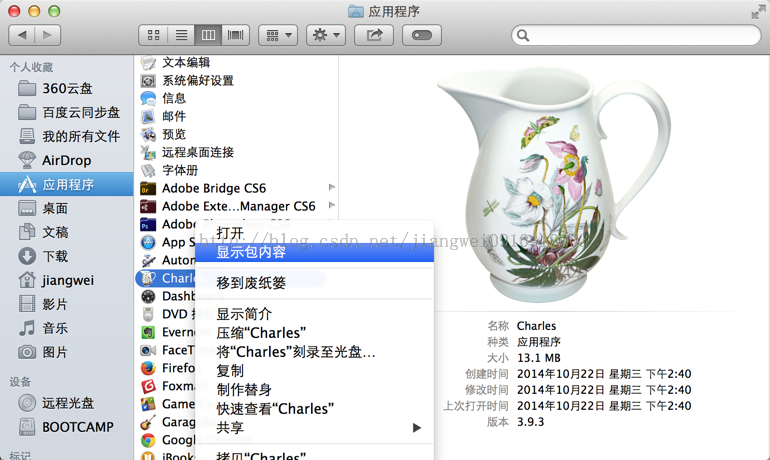 应用程序
个人收藏
360云盘
百度云同步盘
我的所有文件
AirDrop
应用程序
桌面
文稿
下载
jiangwei
影片
音乐
图片
设备
远程光盘
BOOTCAMP
标记
文本编辑
系统偏好设置
信息
邮件
预览
远程桌面连接
字体册
Adobe Bridge CS6
Adobe Exte...Manager CS6
App S
Autom
Charle
Dashb
DVD
Everne
FaceT
Firefo
Foxma
Game
Garag
Google
iBook
打开
显示包内容
移到废纸篓
显示简介
压缩“Charles”
将“Charles”刻录至光盘...
复制
制作替身
快速查看“Charles”
共享
拷贝“Charles”
http://blog.csdn.net/jiangwei0910
名称 Charles
种类 应用程序
大小 13.1 MB
创建时间 2014年10月22日 星期三 下午2:40
修改时间 2014年10月22日 星期三 下午2:40
上次打开时间 2014年10月22日 星期三 下午2:40
版本 3.9.3